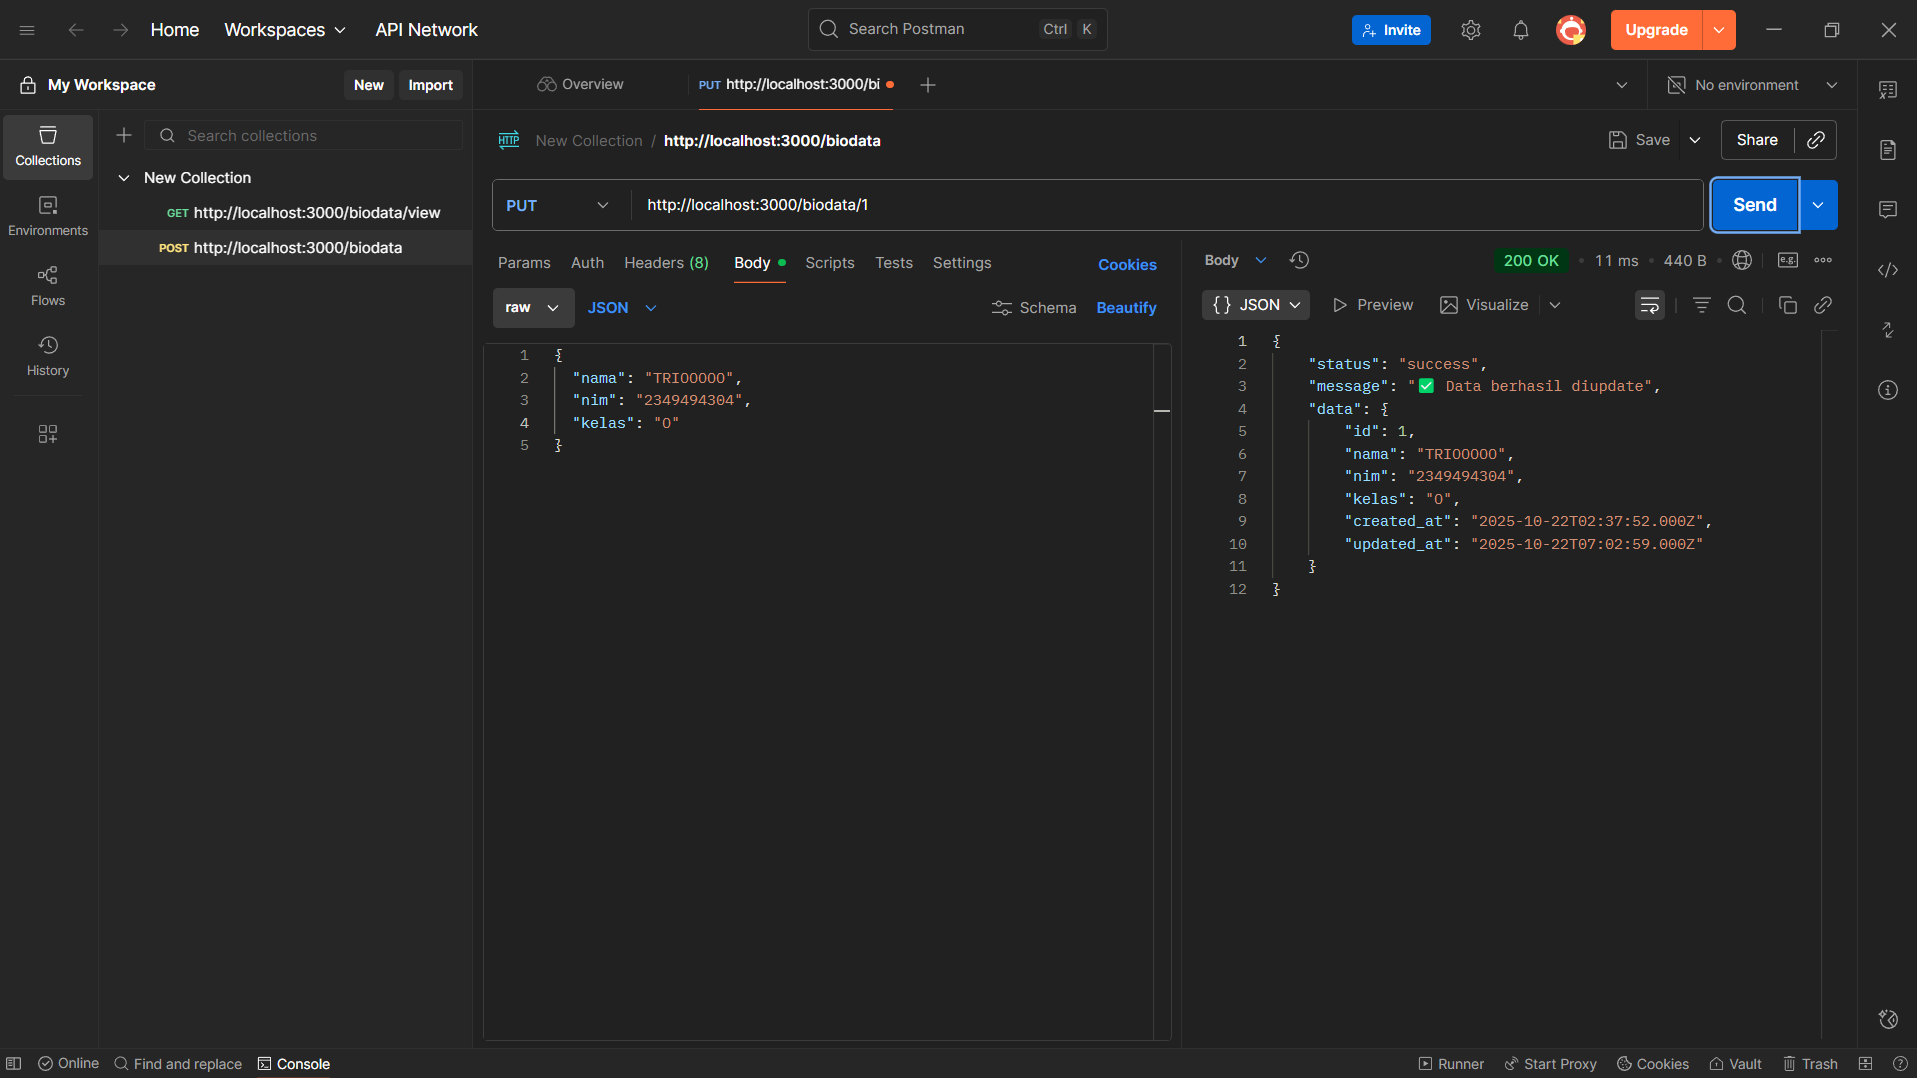 Home Workspaces API Network Search Postman Ctrl K Invite Upgrade
My Workspace New Import Overview PUT http://localhost:3000/bi No environment
Search collections
Collections
Environments
Flows
History
New Collection
GET http://localhost:3000/biodata/view
POST http://localhost:3000/biodata
HTTP New Collection / http://localhost:3000/biodata Save Share
PUT http://localhost:3000/biodata/1 Send
Params Auth Headers (8) Body Scripts Tests Settings Cookies
raw JSON Schema Beautify
1 {
2 "nama": "TRIOOOOO",
3 "nim": "2349494304",
4 "kelas": "O"
5 }
Body 200 OK 11 ms 440 B e.g.
{} JSON Preview Visualize
1 {
2 "status": "success",
3 "message": "✅ Data berhasil diupdate",
4 "data": {
5 "id": 1,
6 "nama": "TRIOOOOO",
7 "nim": "2349494304",
8 "kelas": "O",
9 "created_at": "2025-10-22T02:37:52.000Z",
10 "updated_at": "2025-10-22T07:02:59.000Z"
11 }
12 }
Online Find and replace Console Runner Start Proxy Cookies Vault Trash